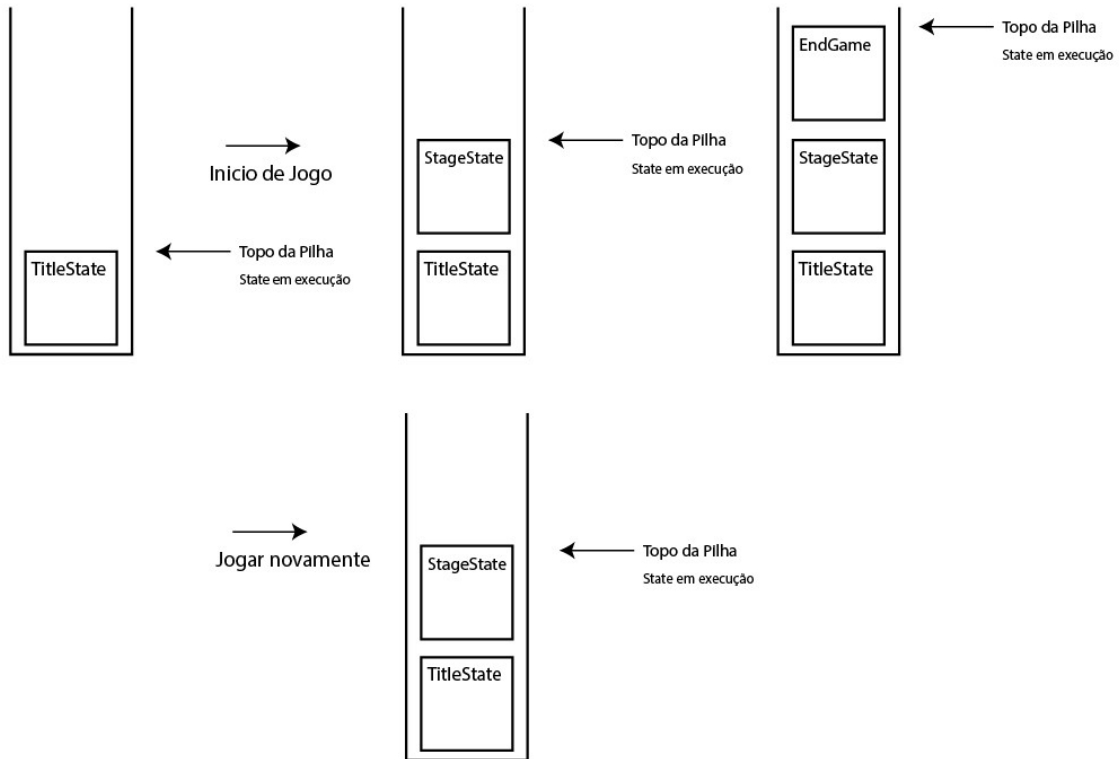 TitleState
Topo da Pilha
State em execução
Inicio de Jogo
StageState
TitleState
Topo da Pilha
State em execução
EndGame
StageState
TitleState
Topo da Pilha
State em execução
Jogar novamente
StageState
TitleState
Topo da Pilha
State em execução